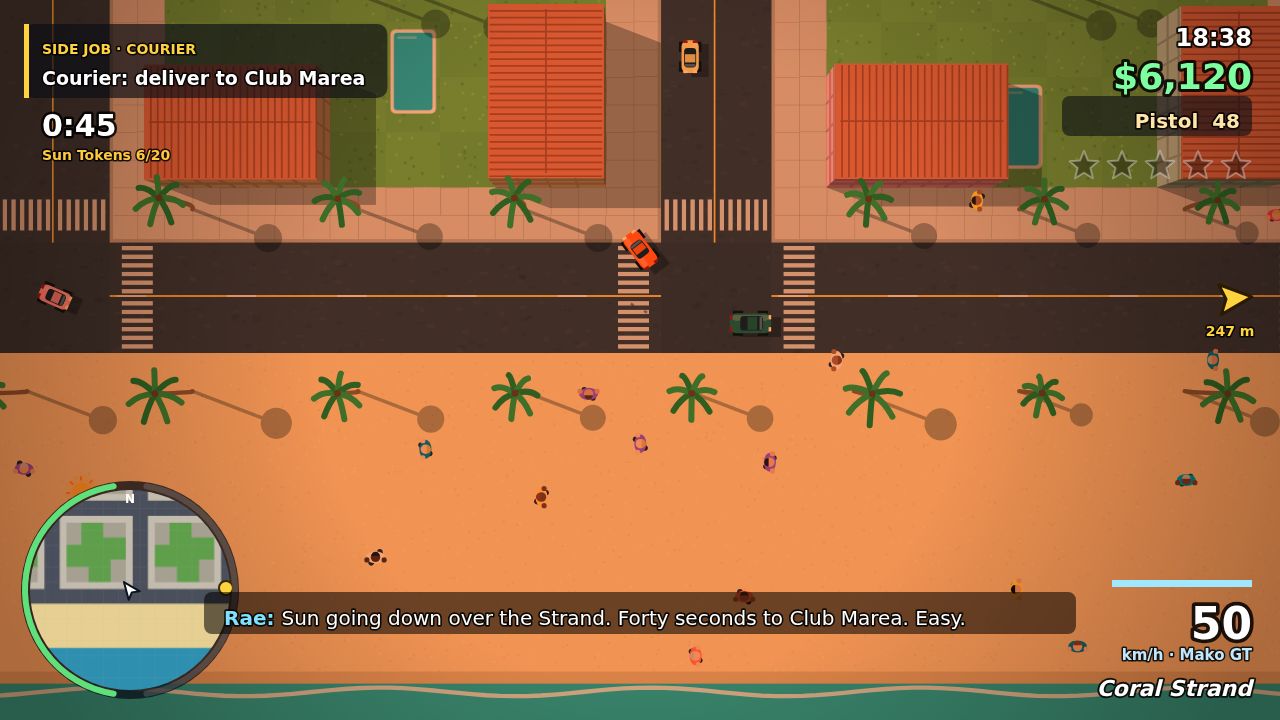 SIDE JOB · COURIER
Courier: deliver to Club Marea
0:45
Sun Tokens 6/20
18:38
$6,120
Pistol 48
247 m
N
Rae: Sun going down over the Strand. Forty seconds to Club Marea. Easy.
50
km/h · Mako GT
Coral Strand